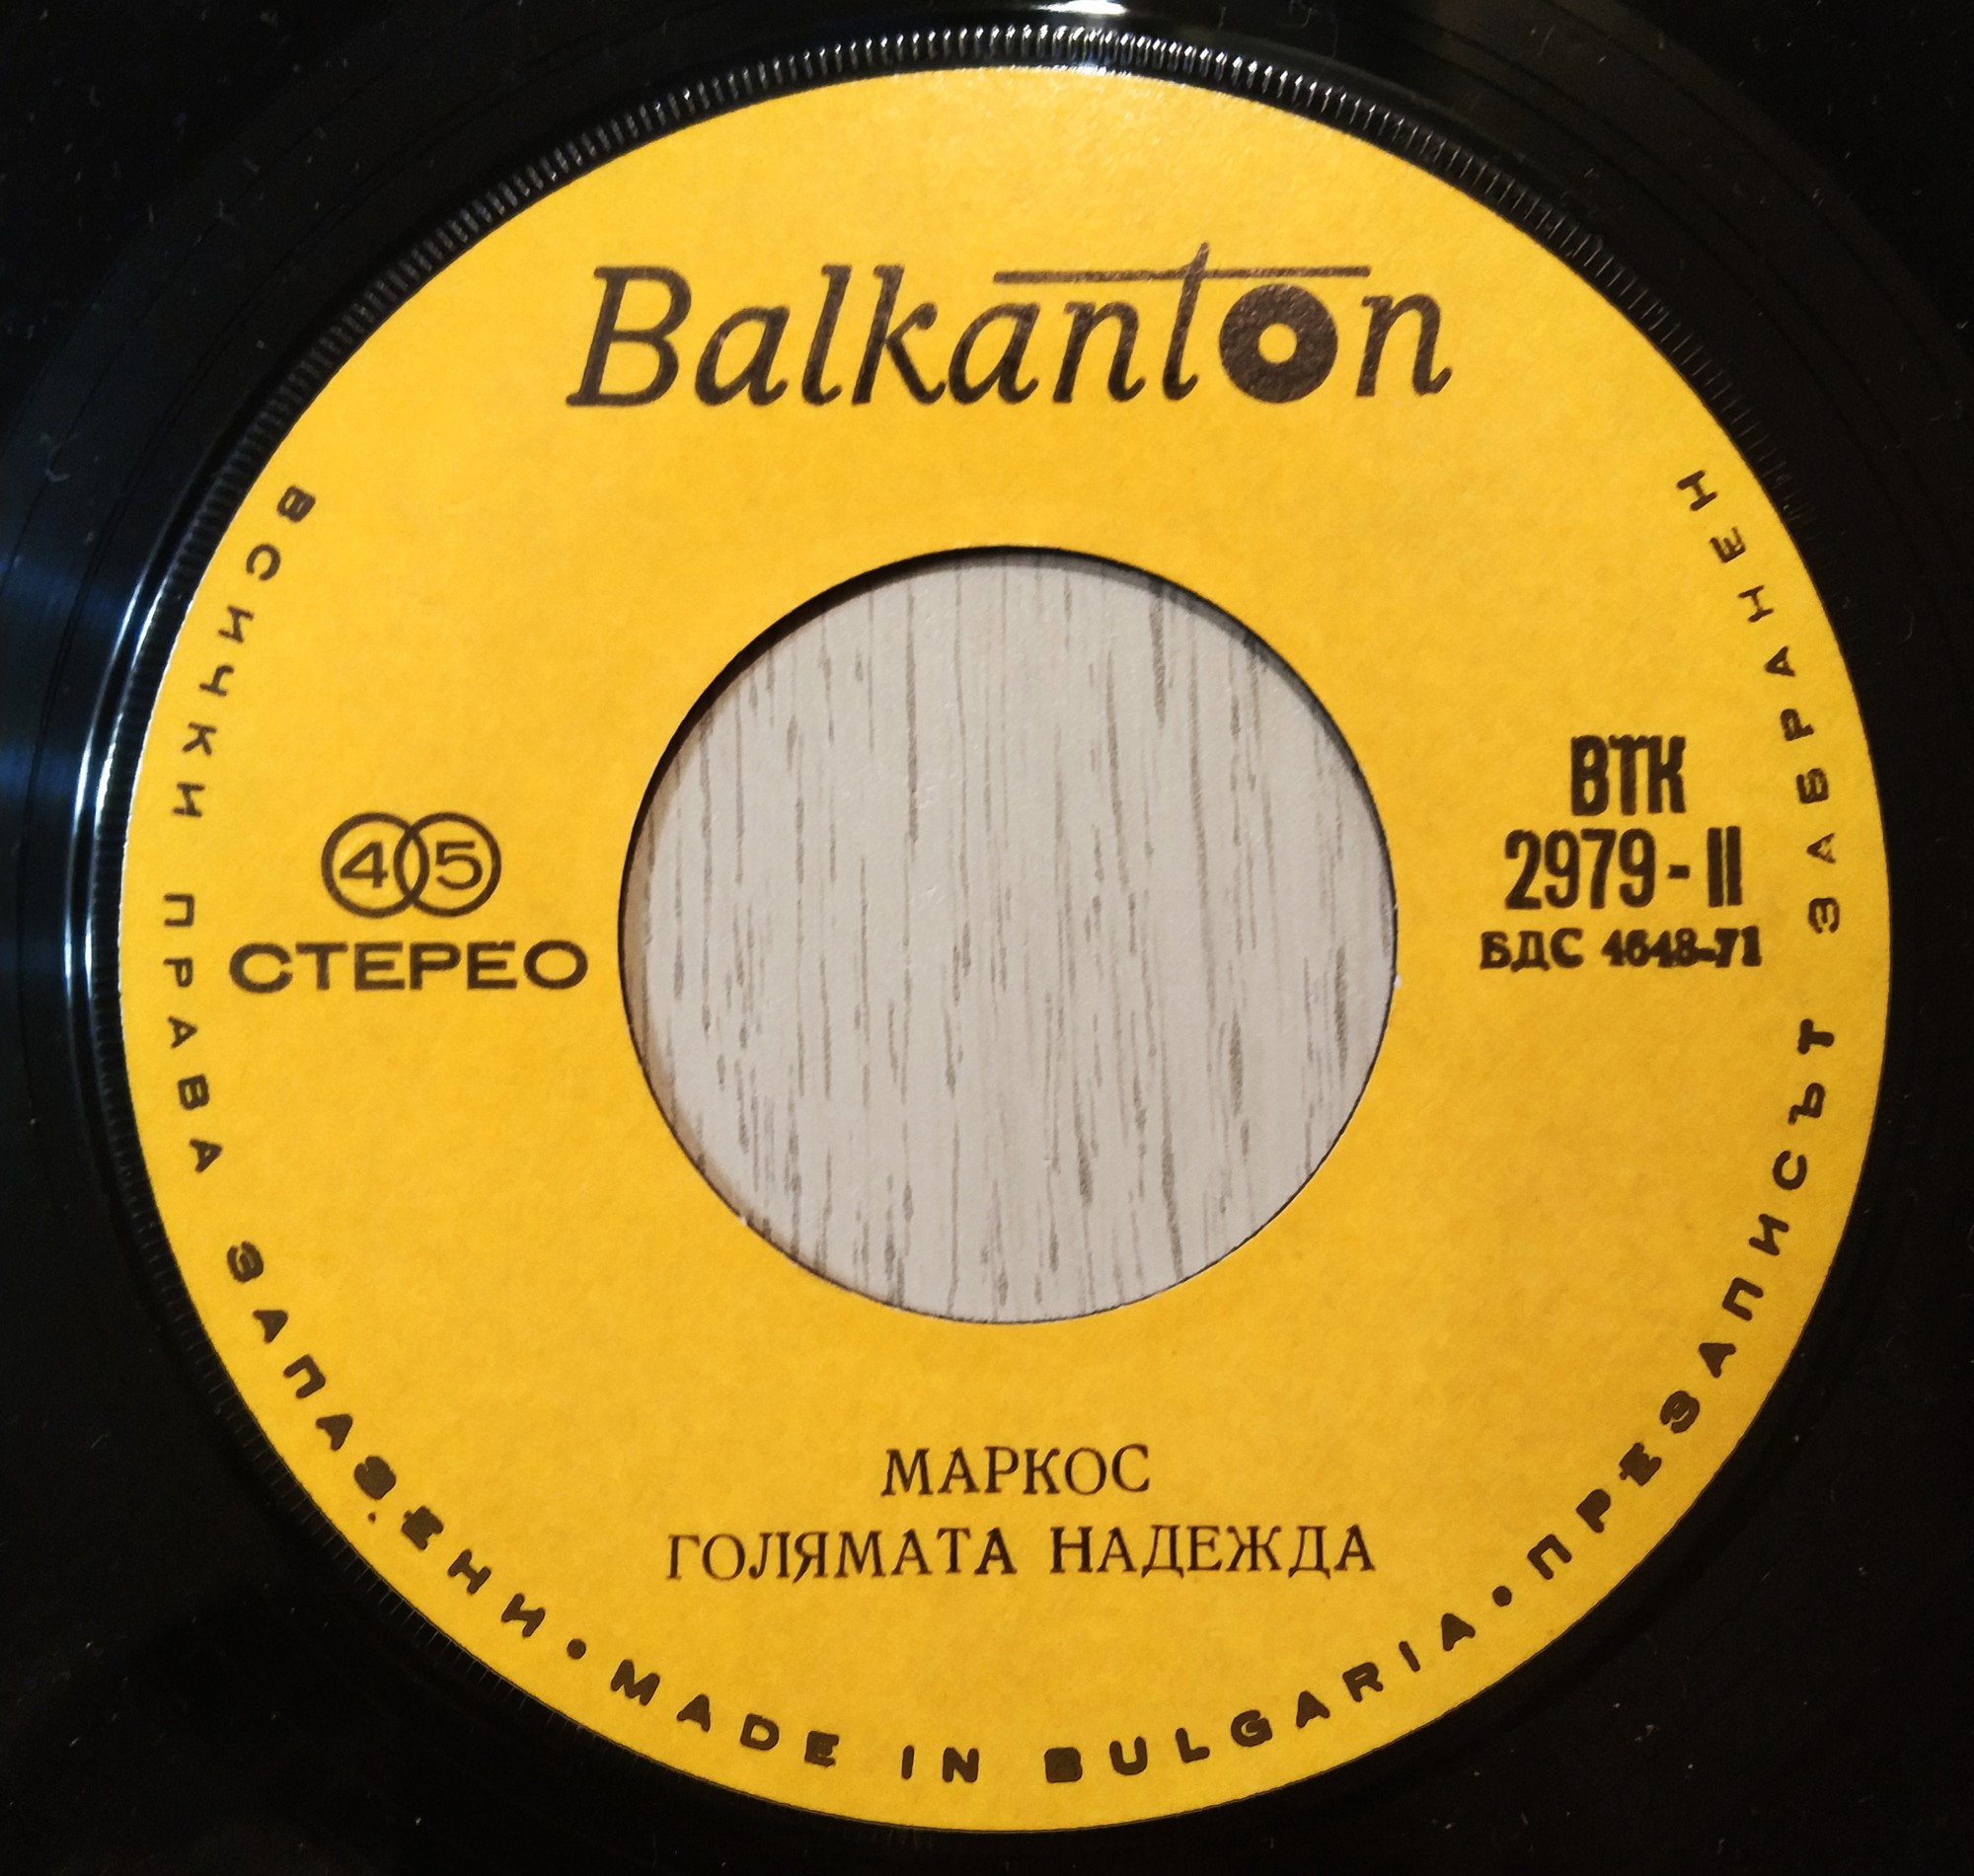 Balkanton
45
СТЕРЕО
ВТК
2979-II
БДС 4648-71
МАРКОС
ГОЛЯМАТА НАДЕЖДА
ВСИЧКИ ПРАВА ЗАПАЗЕНИ • MADE IN BULGARIA • ПРЕЗАПИСЪТ ЗАБРАНЕН